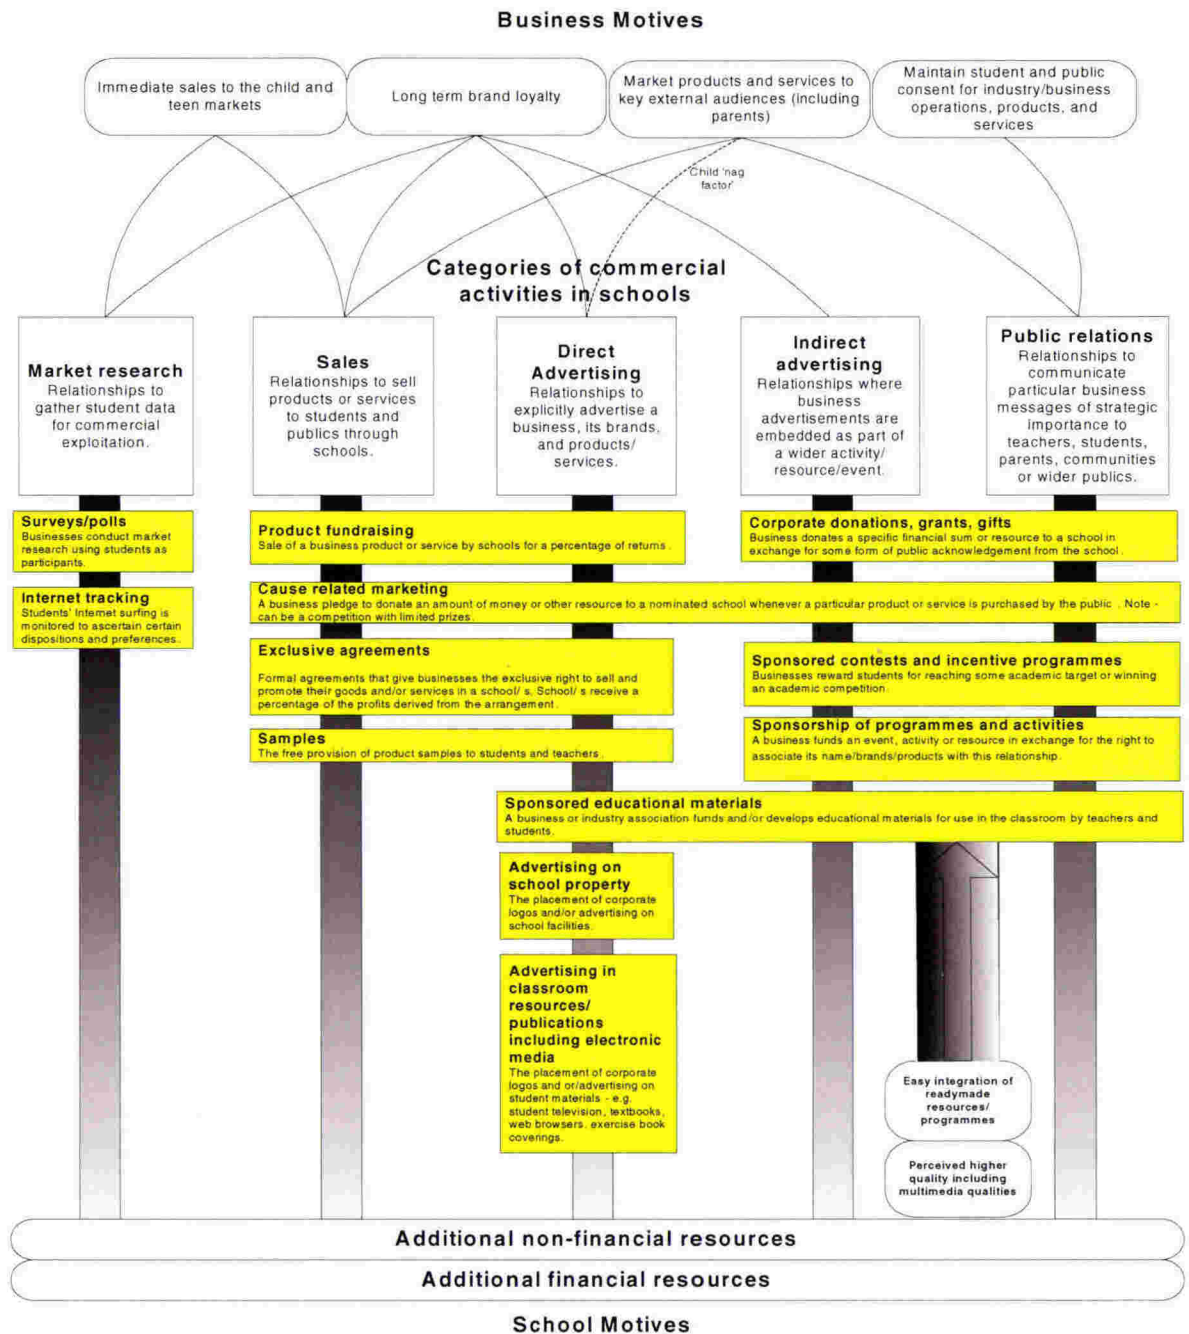 Business Motives
Immediate sales to the child and
teen markets
Long term brand loyalty
Market products and services to
key external audiences (including
parents)
Maintain student and public
consent for industry/business
operations, products, and
services
Child 'nag
factor'
Categories of commercial
activities in schools
Market research
Relationships to
gather student data
for commercial
exploitation.
Sales
Relationships to sell
products or services
to students and
publics through
schools.
Direct
Advertising
Relationships to
explicitly advertise a
business, its brands,
and products/
services.
Indirect
advertising
Relationships where
business
advertisements are
embedded as part of
a wider activity/
resource/event.
Public relations
Relationships to
communicate
particular business
messages of strategic
importance to
teachers, students,
parents, communities
or wider publics.
Surveys/polls
Businesses conduct market
research using students as
participants.
Internet tracking
Students' Internet surfing is
monitored to ascertain certain
dispositions and preferences.
Product fundraising
Sale of a business product or service by schools for a percentage of returns.
Corporate donations, grants, gifts
Business donates a specific financial sum or resource to a school in
exchange for some form of public acknowledgement from the school.
Cause related marketing
A business pledge to donate an amount of money or other resource to a nominated school whenever a particular product or service is purchased by the public. Note -
can be a competition with limited prizes.
Exclusive agreements
Formal agreements that give businesses the exclusive right to sell and
promote their goods and/or services in a school/ s. School/ s receive a
percentage of the profits derived from the arrangement.
Sponsored contests and incentive programmes
Businesses reward students for reaching some academic target or winning
an academic competition.
Samples
The free provision of product samples to students and teachers.
Sponsorship of programmes and activities
A business funds an event, activity or resource in exchange for the right to
associate its name/brands/products with this relationship.
Sponsored educational materials
A business or industry association funds and/or develops educational materials for use in the classroom by teachers and
students.
Advertising on
school property
The placement of corporate
logos and/or advertising on
school facilities.
Advertising in
classroom
resources/
publications
including electronic
media
The placement of corporate
logos and or/advertising on
student materials - e.g.
student television, textbooks,
web browsers, exercise book
coverings.
Easy integration of
readymade
resources/
programmes
Perceived higher
quality including
multimedia qualities
Additional non-financial resources
Additional financial resources
School Motives